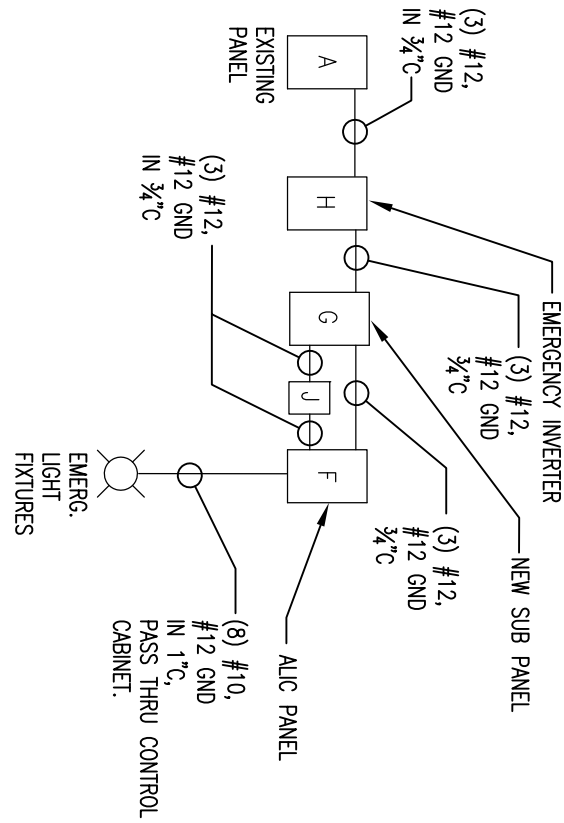 (3) #12,
#12 GND
IN ¾"C
A
EXISTING
PANEL
EMERGENCY INVERTER
H
(3) #12,
#12 GND
¾"C
(3) #12,
#12 GND
IN ¾"C
NEW SUB PANEL
G
J
(3) #12,
#12 GND
¾"C
F
ALIC PANEL
EMERG.
LIGHT
FIXTURES
(8) #10,
#12 GND
IN 1"C,
PASS THRU CONTROL
CABINET.